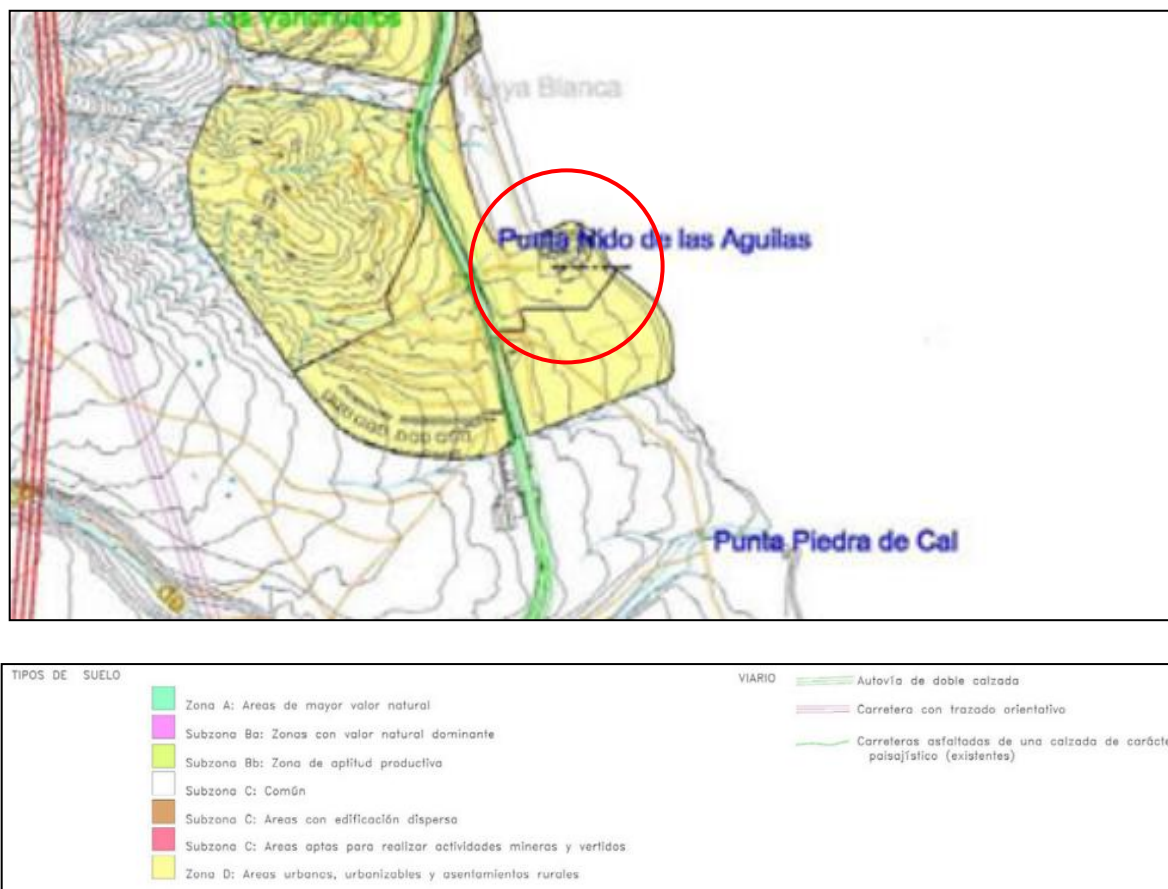 Los Vanchuelos
Playa Blanca
Punta Nido de las Aguilas
Punta Piedra de Cal
TIPOS DE SUELO
Zona A: Areas de mayor valor natural
Subzona Ba: Zonas con valor natural dominante
Subzona Bb: Zona de aptitud productiva
Subzona C: Común
Subzona C: Areas con edificación dispersa
Subzona C: Areas aptas para realizar actividades mineras y vertidos
Zona D: Areas urbanas, urbanizables y asentamientos rurales
VIARIO
Autovía de doble calzada
Carretera con trazado orientativo
Carreteras asfaltadas de una calzada de carácte
paisajístico (existentes)